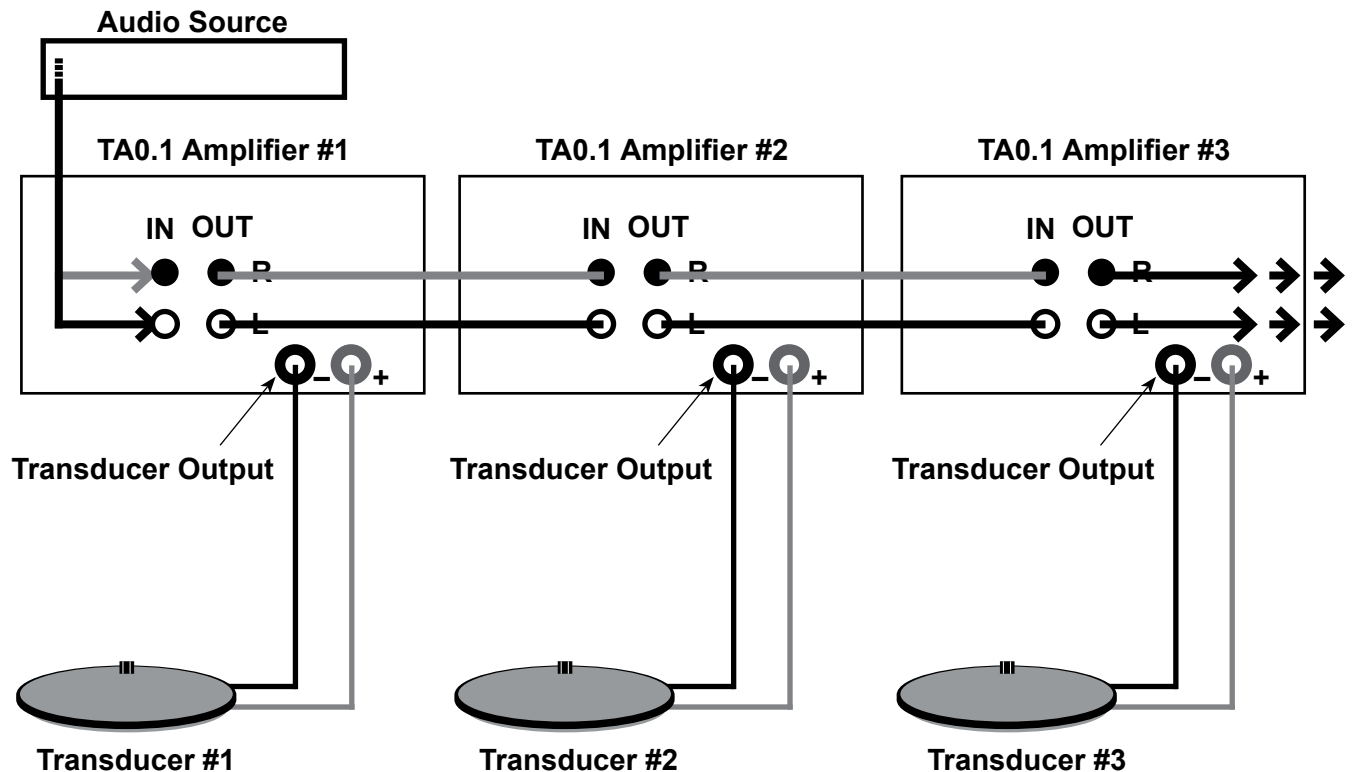 Audio Source
TA0.1 Amplifier #1 TA0.1 Amplifier #2 TA0.1 Amplifier #3
IN OUT IN OUT IN OUT
R R R
L L L
– + – + – +
Transducer Output Transducer Output Transducer Output
Transducer #1 Transducer #2 Transducer #3